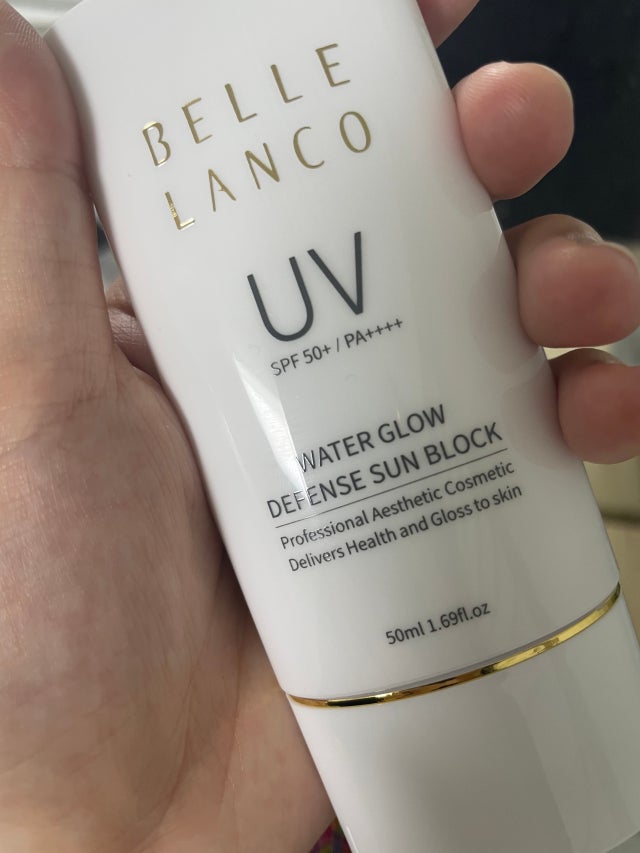 BELLE
LANCO
UV
SPF 50+ / PA++++
WATER GLOW
DEFENSE SUN BLOCK
Professional Aesthetic Cosmetic
Delivers Health and Gloss to skin
50ml 1.69fl.oz